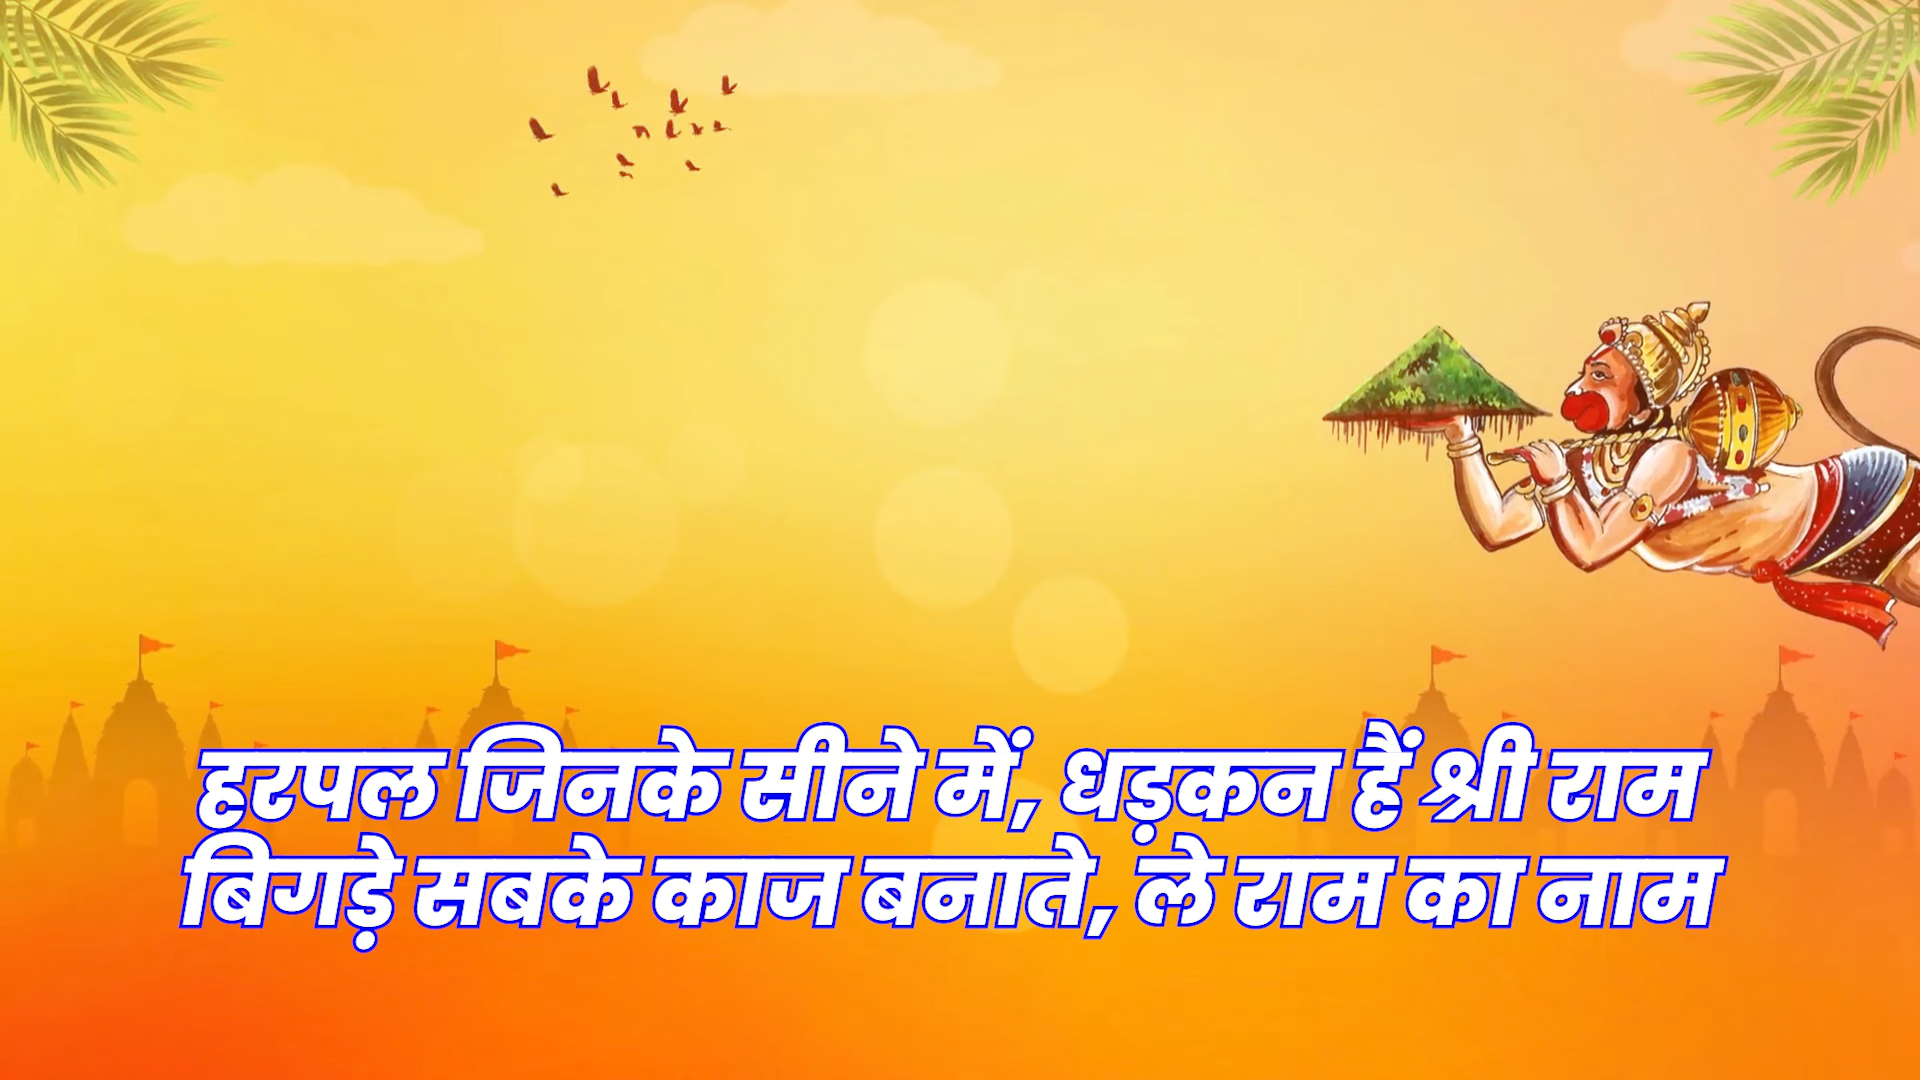 हरपल जिनके सीने में, धड़कन हैं श्री राम
बिगड़े सबके काज बनाते, ले राम का नाम